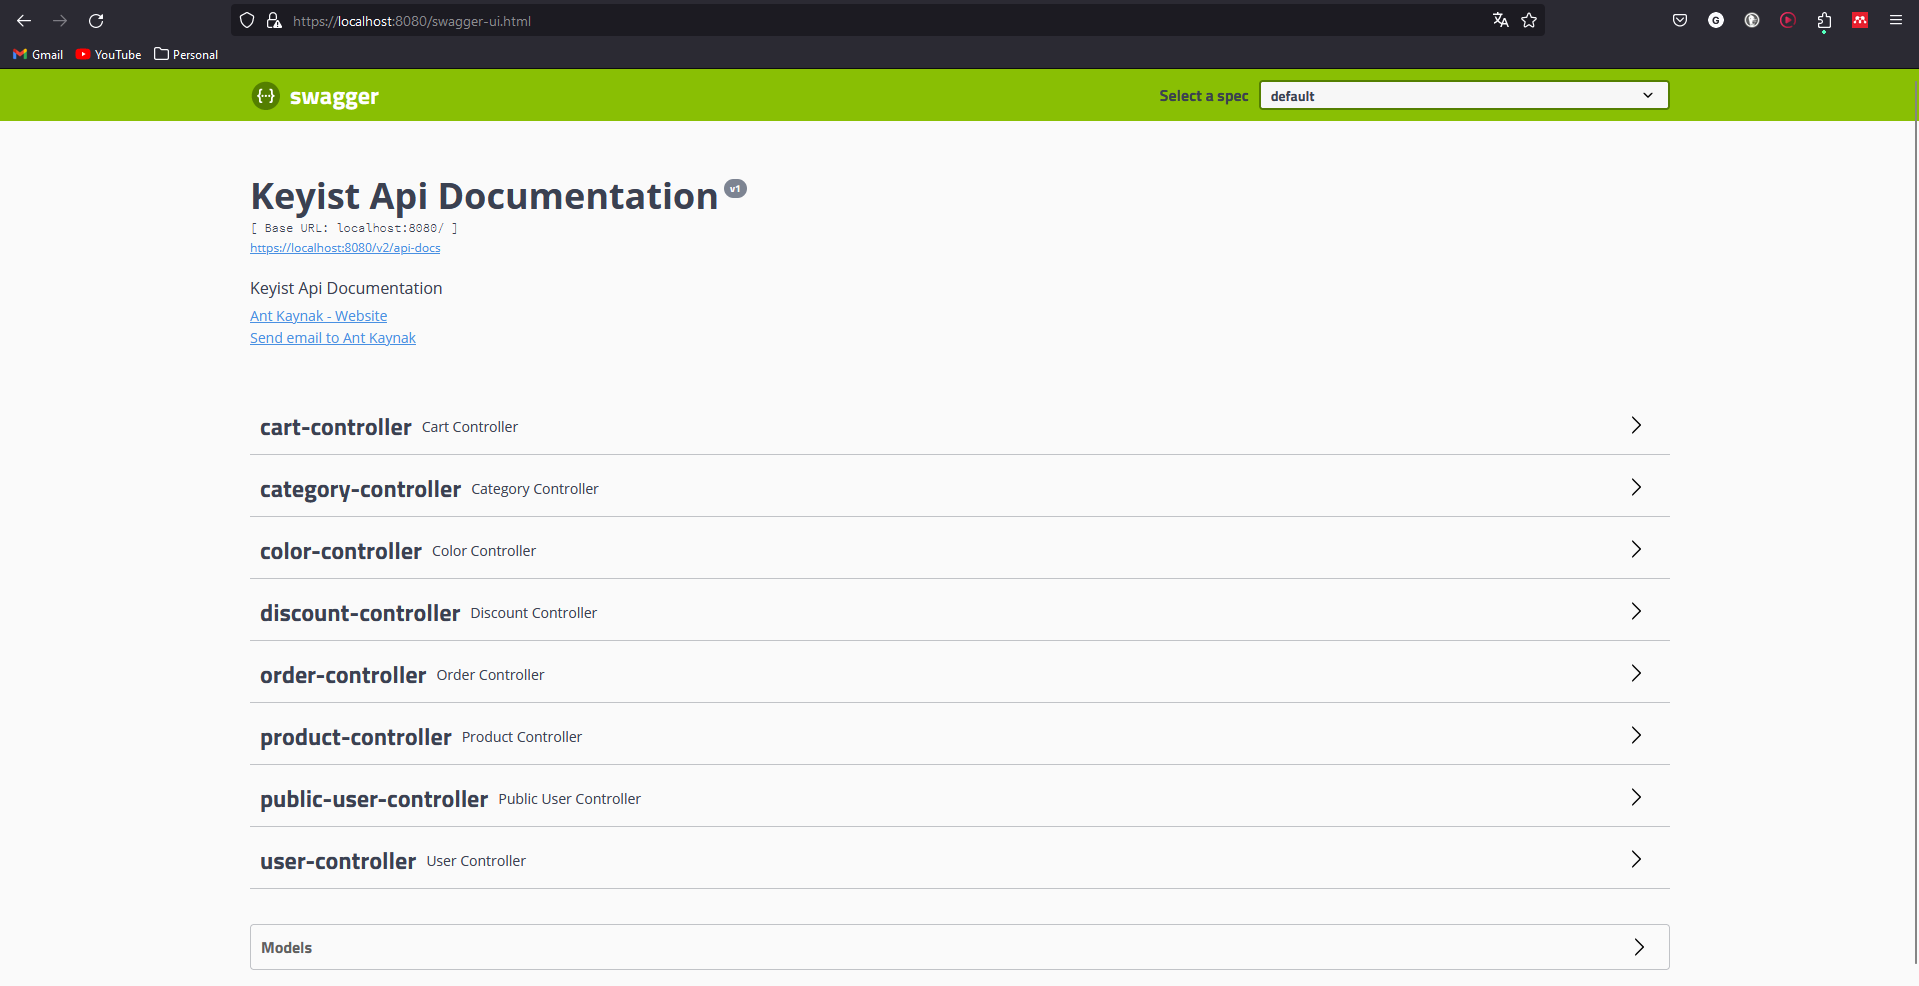 https://localhost:8080/swagger-ui.html
Gmail YouTube Personal
swagger Select a spec default
Keyist Api Documentation v1
[ Base URL: localhost:8080/ ]
https://localhost:8080/v2/api-docs
Keyist Api Documentation
Ant Kaynak - Website
Send email to Ant Kaynak
cart-controller Cart Controller
category-controller Category Controller
color-controller Color Controller
discount-controller Discount Controller
order-controller Order Controller
product-controller Product Controller
public-user-controller Public User Controller
user-controller User Controller
Models